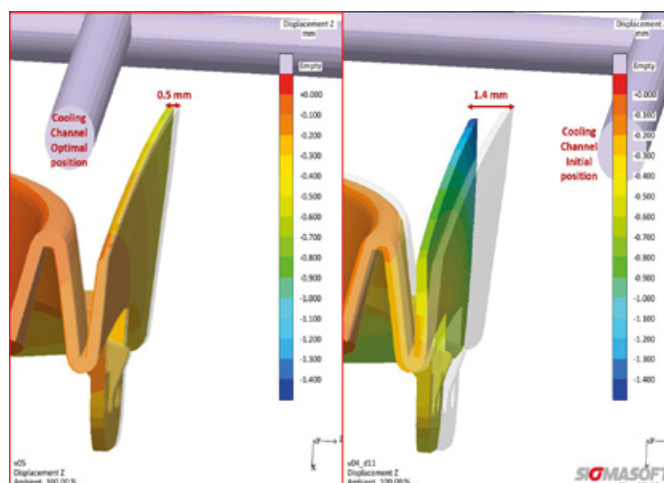 Displacement Z
mm
Empty
+0.000
-0.100
-0.200
-0.300
-0.400
-0.500
-0.600
-0.700
-0.800
-0.900
-1.000
-1.100
-1.200
-1.300
-1.400
0.5 mm
Cooling
Channel
Optimal
position
v05
Displacement Z
Ambient, 100.00 %
Displacement
mm
Empty
+0.000
-0.100
-0.200
-0.300
-0.400
-0.500
-0.600
-0.700
-0.800
-0.900
-1.000
-1.100
-1.200
-1.300
-1.400
1.4 mm
Cooling
Channel
Initial
position
v04_d11
Displacement Z
Ambient, 100.00 %
SIGMASOFT